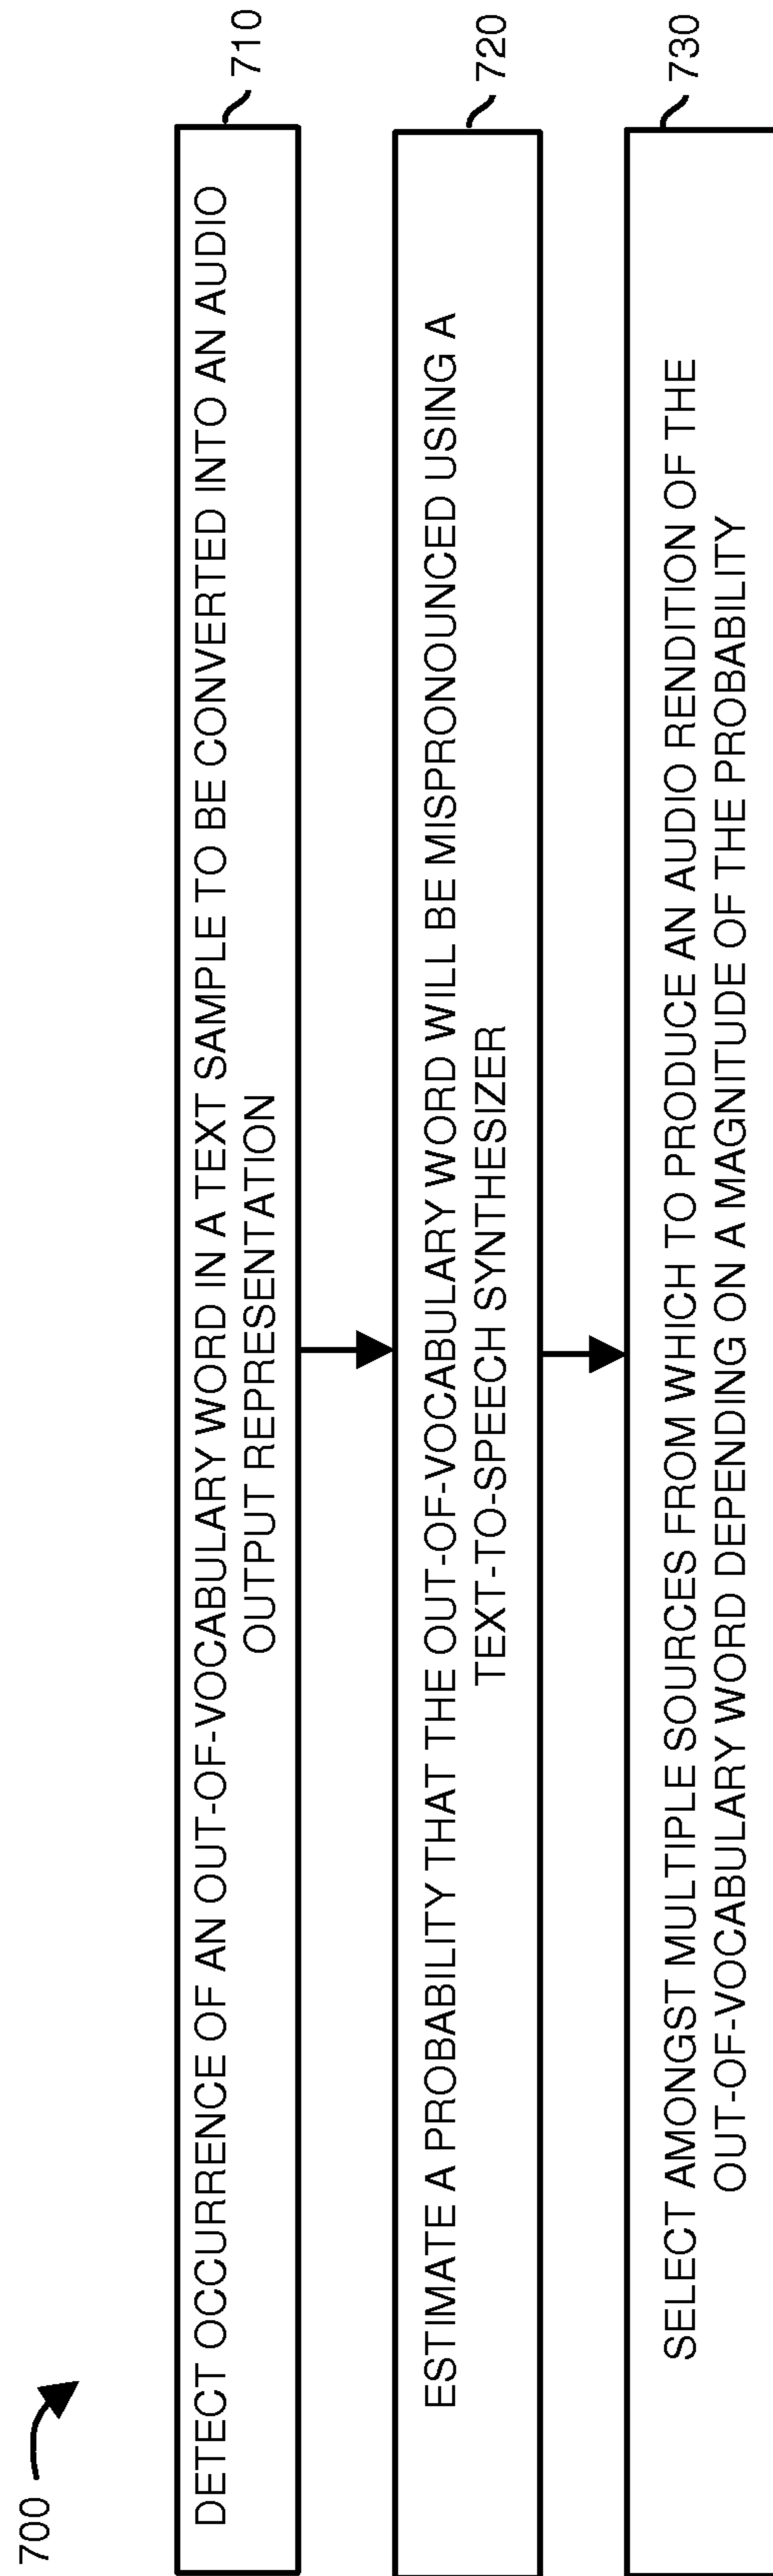 700
DETECT OCCURRENCE OF AN OUT-OF-VOCABULARY WORD IN A TEXT SAMPLE TO BE CONVERTED INTO AN AUDIO
OUTPUT REPRESENTATION
710
ESTIMATE A PROBABILITY THAT THE OUT-OF-VOCABULARY WORD WILL BE MISPRONOUNCED USING A
TEXT-TO-SPEECH SYNTHESIZER
720
SELECT AMONGST MULTIPLE SOURCES FROM WHICH TO PRODUCE AN AUDIO RENDITION OF THE
OUT-OF-VOCABULARY WORD DEPENDING ON A MAGNITUDE OF THE PROBABILITY
730